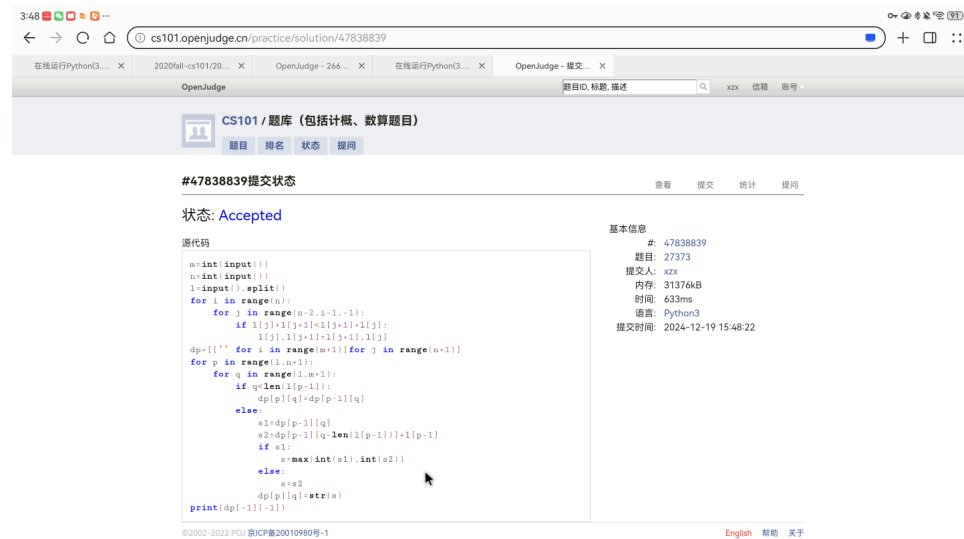 3:48 ...
91
cs101.openjudge.cn/practice/solution/47838839
在线运行Python(3.... × 2020fall-cs101/20... × OpenJudge - 266... × 在线运行Python(3.... × OpenJudge - 提交... ×
OpenJudge 题目ID, 标题, 描述 xzx 信箱 账号
CS101 / 题库（包括计概、数算题目）
题目 排名 状态 提问
#47838839提交状态 查看 提交 统计 提问
状态: Accepted
源代码
m=int(input())
n=int(input())
l=input().split()
for i in range(n):
    for j in range(n-2,i-1,-1):
        if l[j]+l[j+1]<l[j+1]+l[j]:
            l[j],l[j+1]=l[j+1],l[j]
dp=[['' for i in range(m+1)]for j in range(n+1)]
for p in range(1,n+1):
    for q in range(1,m+1):
        if q<len(l[p-1]):
            dp[p][q]=dp[p-1][q]
        else:
            s1=dp[p-1][q]
            s2=dp[p-1][q-len(l[p-1])]+l[p-1]
            if s1:
                s=max(int(s1),int(s2))
            else:
                s=s2
            dp[p][q]=str(s)
print(dp[-1][-1])
基本信息
#: 47838839
题目: 27373
提交人: xzx
内存: 31376kB
时间: 633ms
语言: Python3
提交时间: 2024-12-19 15:48:22
©2002-2022 POJ 京ICP备20010980号-1 English 帮助 关于